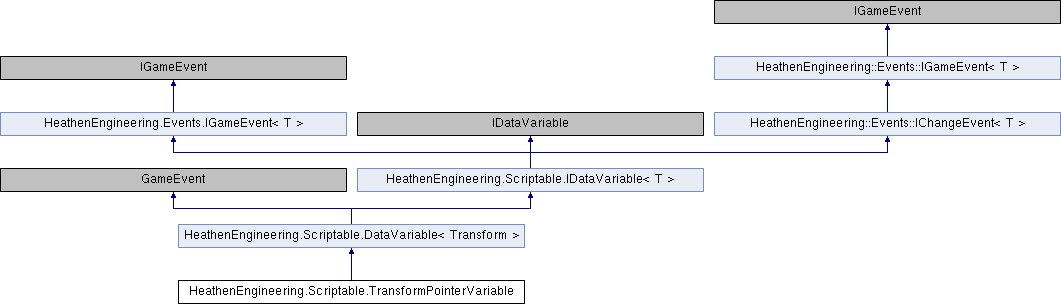 IGameEvent
IGameEvent
HeathenEngineering::Events::IGameEvent< T >
HeathenEngineering.Events.IGameEvent< T >
IDataVariable
HeathenEngineering::Events::IChangeEvent< T >
GameEvent
HeathenEngineering.Scriptable.IDataVariable< T >
HeathenEngineering.Scriptable.DataVariable< Transform >
HeathenEngineering.Scriptable.TransformPointerVariable